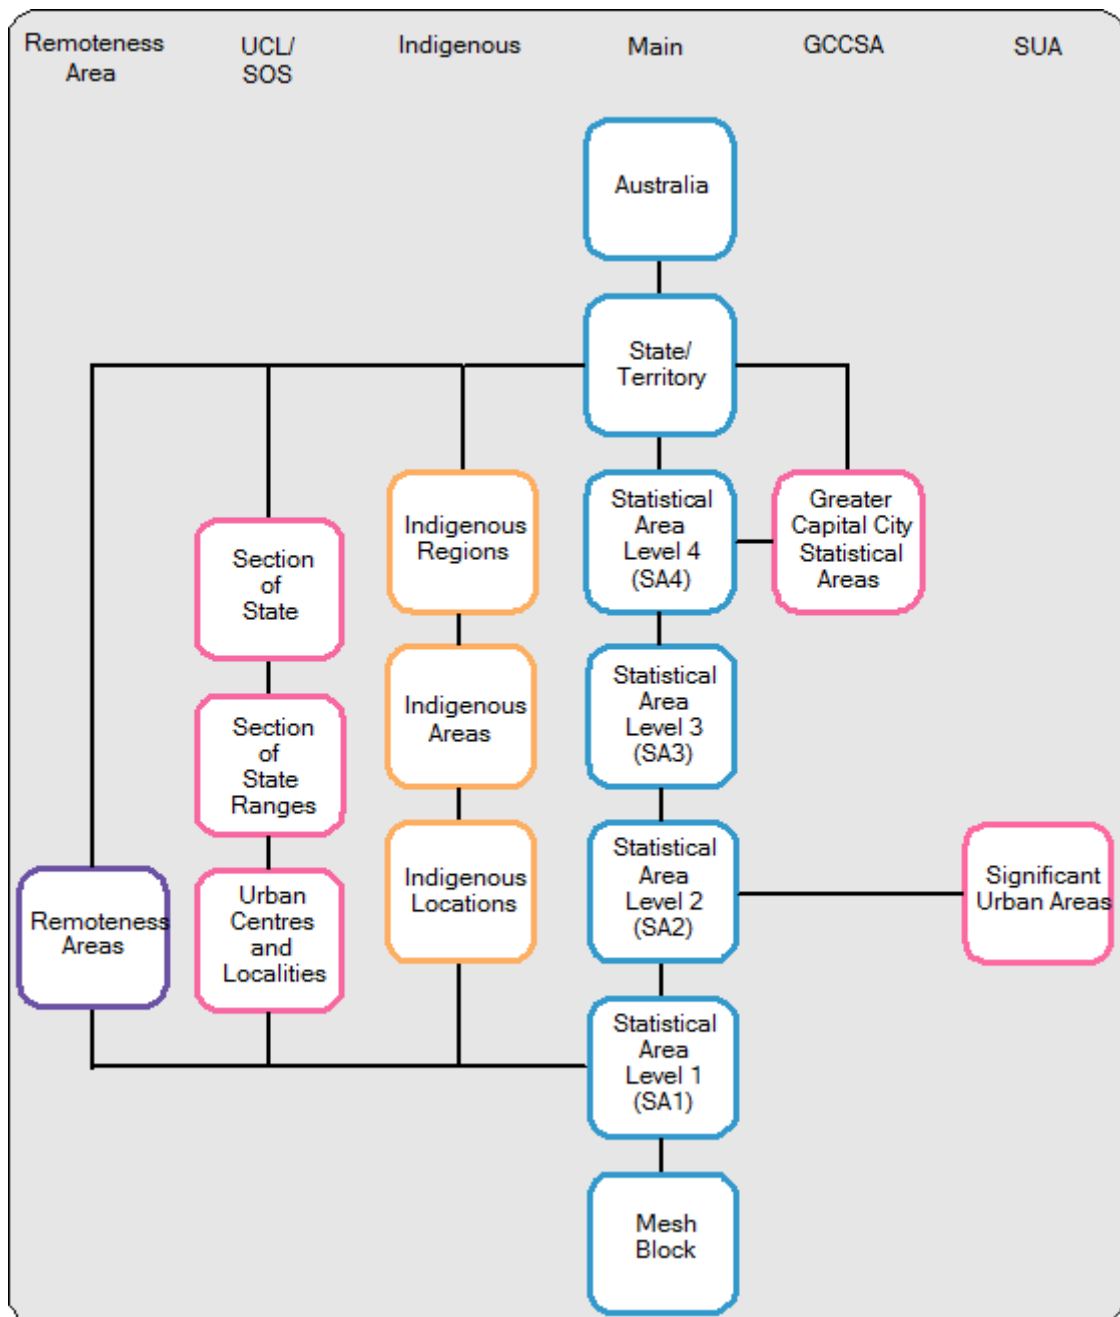 Remoteness
Area
UCL/
SOS
Indigenous
Main
GCCSA
SUA
Australia
State/
Territory
Statistical
Area
Level 4
(SA4)
Greater
Capital City
Statistical
Areas
Indigenous
Regions
Section
of
State
Statistical
Area
Level 3
(SA3)
Indigenous
Areas
Section
of
State
Ranges
Statistical
Area
Level 2
(SA2)
Significant
Urban Areas
Indigenous
Locations
Urban
Centres
and
Localities
Remoteness
Areas
Statistical
Area
Level 1
(SA1)
Mesh
Block